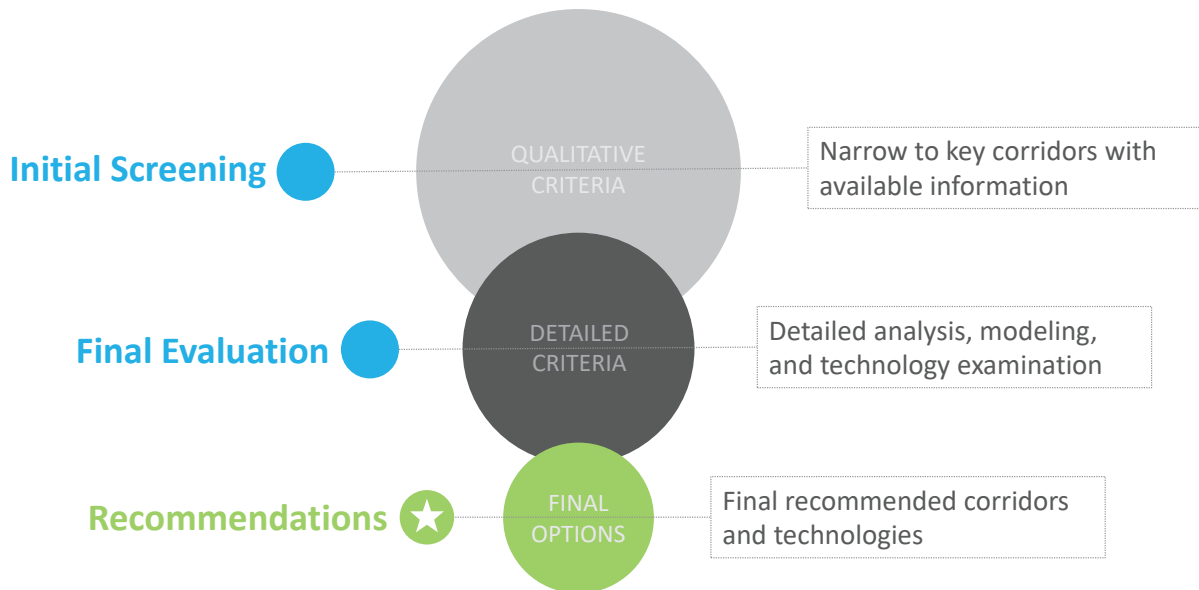 Initial Screening
QUALITATIVE
CRITERIA
Narrow to key corridors with
available information
Final Evaluation
DETAILED
CRITERIA
Detailed analysis, modeling,
and technology examination
Recommendations
FINAL
OPTIONS
Final recommended corridors
and technologies